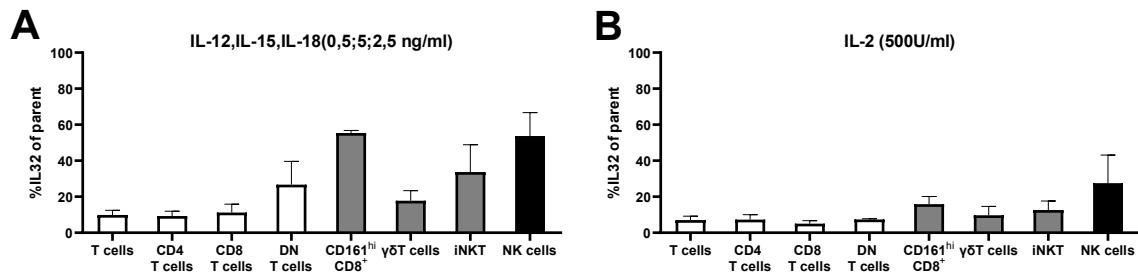 A
IL-12,IL-15,IL-18(0,5;5;2,5 ng/ml)
%IL32 of parent
100
80
60
40
20
0
T cells
CD4
T cells
CD8
T cells
DN
T cells
CD161hi
CD8+
γδT cells
iNKT
NK cells
B
IL-2 (500U/ml)
%IL32 of parent
100
80
60
40
20
0
T cells
CD4
T cells
CD8
T cells
DN
T cells
CD161hi
CD8+
γδT cells
iNKT
NK cells